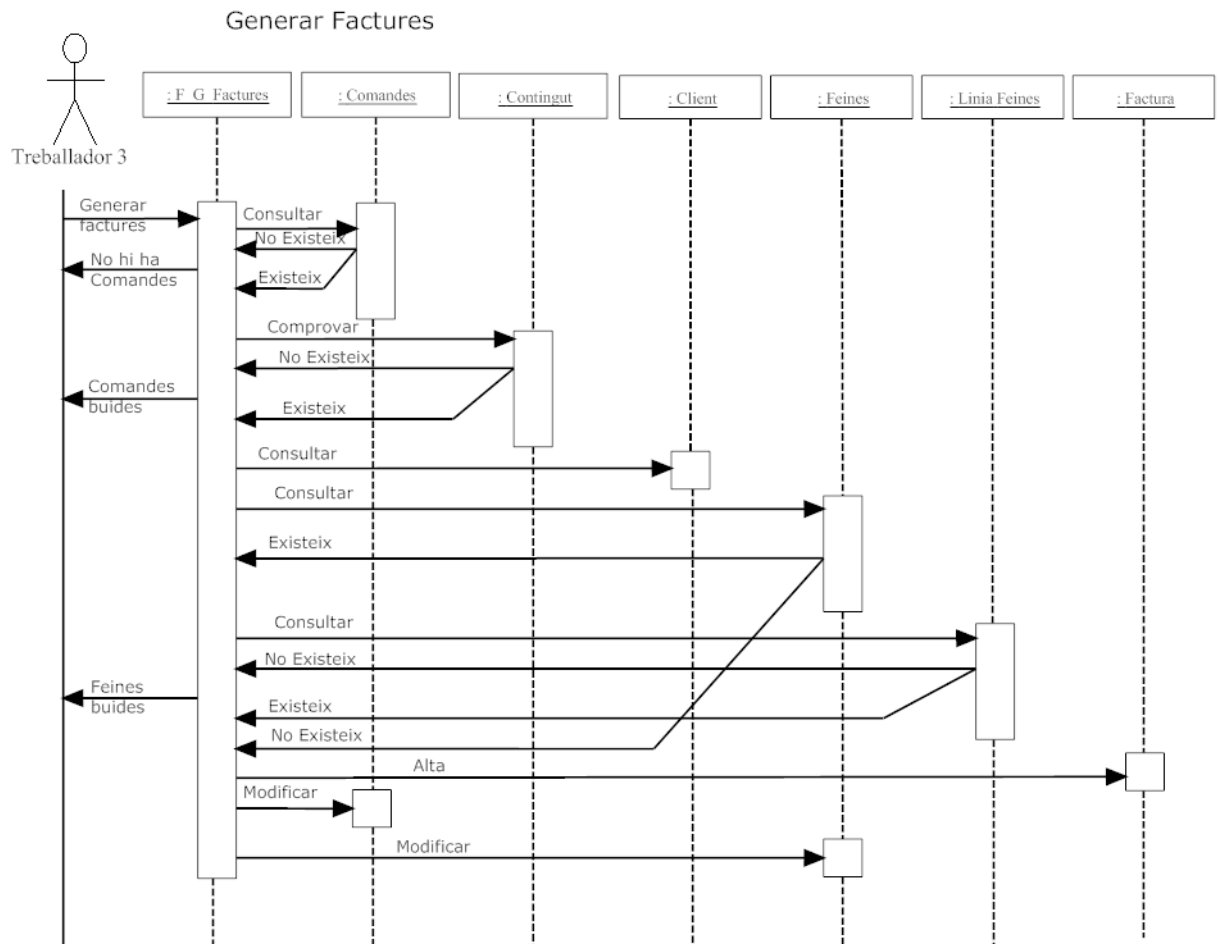 Generar Factures
Treballador 3
: F_G_Factures
: Comandes
: Contingut
: Client
: Feines
: Linia Feines
: Factura
Generar
factures
Consultar
No Existeix
No hi ha
Comandes
Existeix
Comprovar
No Existeix
Comandes
buides
Existeix
Consultar
Consultar
Existeix
Consultar
No Existeix
Feines
buides
Existeix
No Existeix
Alta
Modificar
Modificar